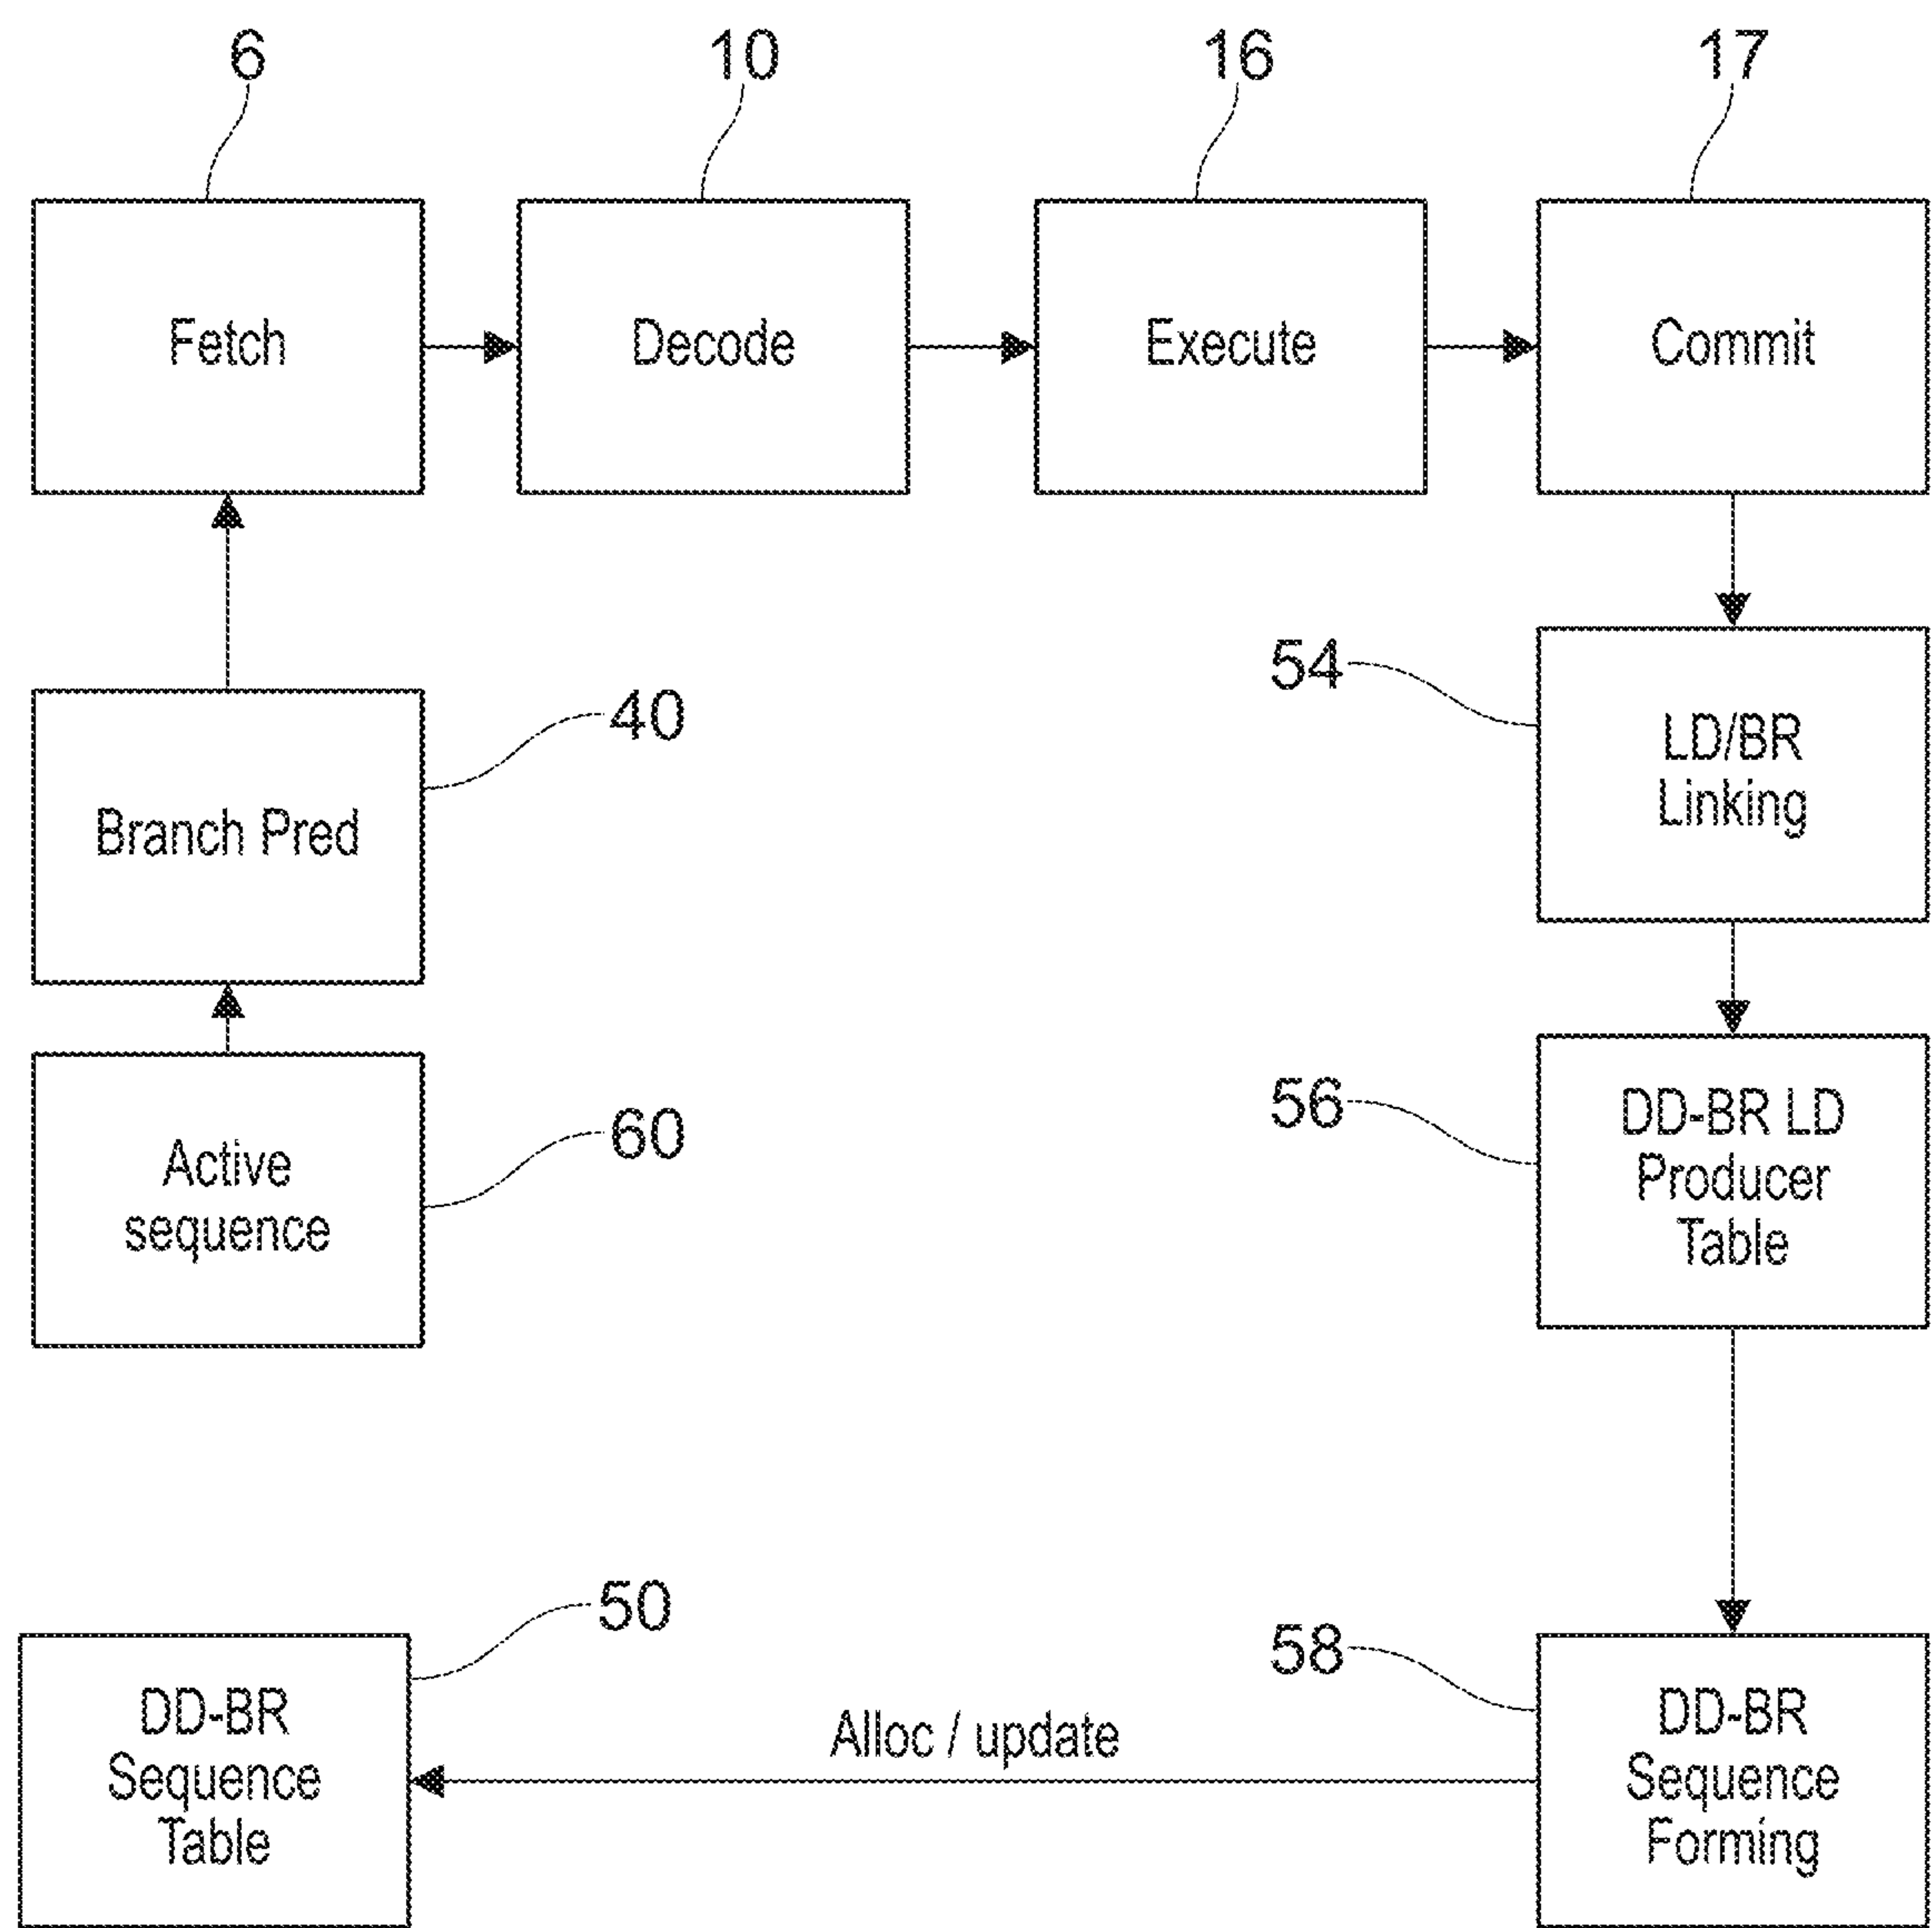 6
10
16
17
Fetch
Decode
Execute
Commit
54
40
LD/BR
Linking
Branch Pred
56
60
DD-BR LD
Producer
Table
Active
sequence
50
58
DD-BR
Sequence
Table
Alloc / update
DD-BR
Sequence
Forming